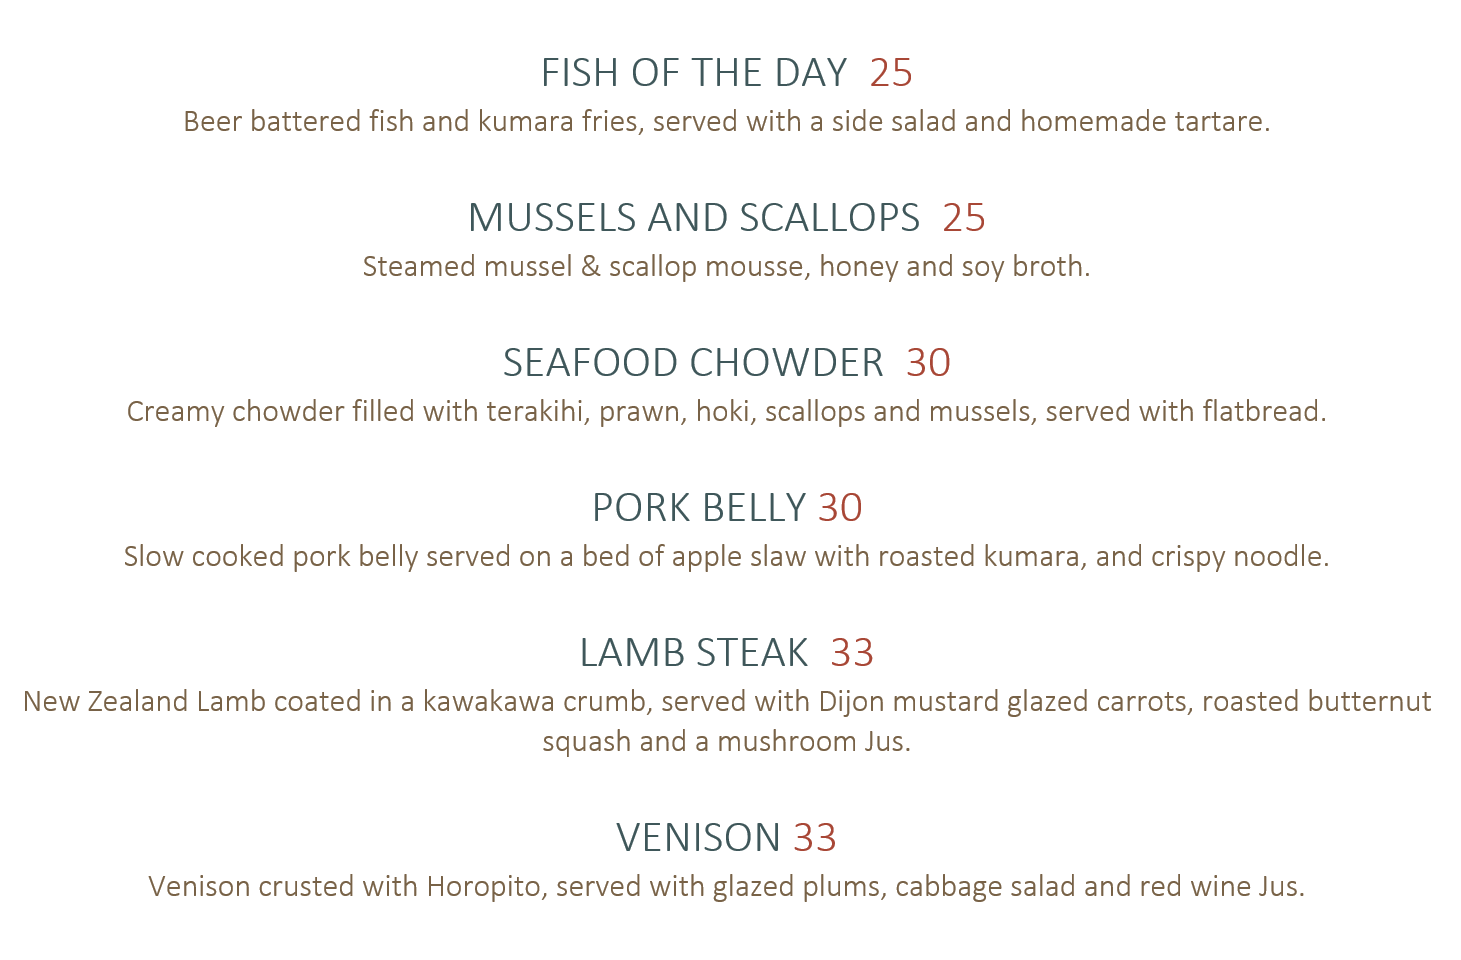 FISH OF THE DAY 25
Beer battered fish and kumara fries, served with a side salad and homemade tartare.
MUSSELS AND SCALLOPS 25
Steamed mussel & scallop mousse, honey and soy broth.
SEAFOOD CHOWDER 30
Creamy chowder filled with terakihi, prawn, hoki, scallops and mussels, served with flatbread.
PORK BELLY 30
Slow cooked pork belly served on a bed of apple slaw with roasted kumara, and crispy noodle.
LAMB STEAK 33
New Zealand Lamb coated in a kawakawa crumb, served with Dijon mustard glazed carrots, roasted butternut
squash and a mushroom Jus.
VENISON 33
Venison crusted with Horopito, served with glazed plums, cabbage salad and red wine Jus.